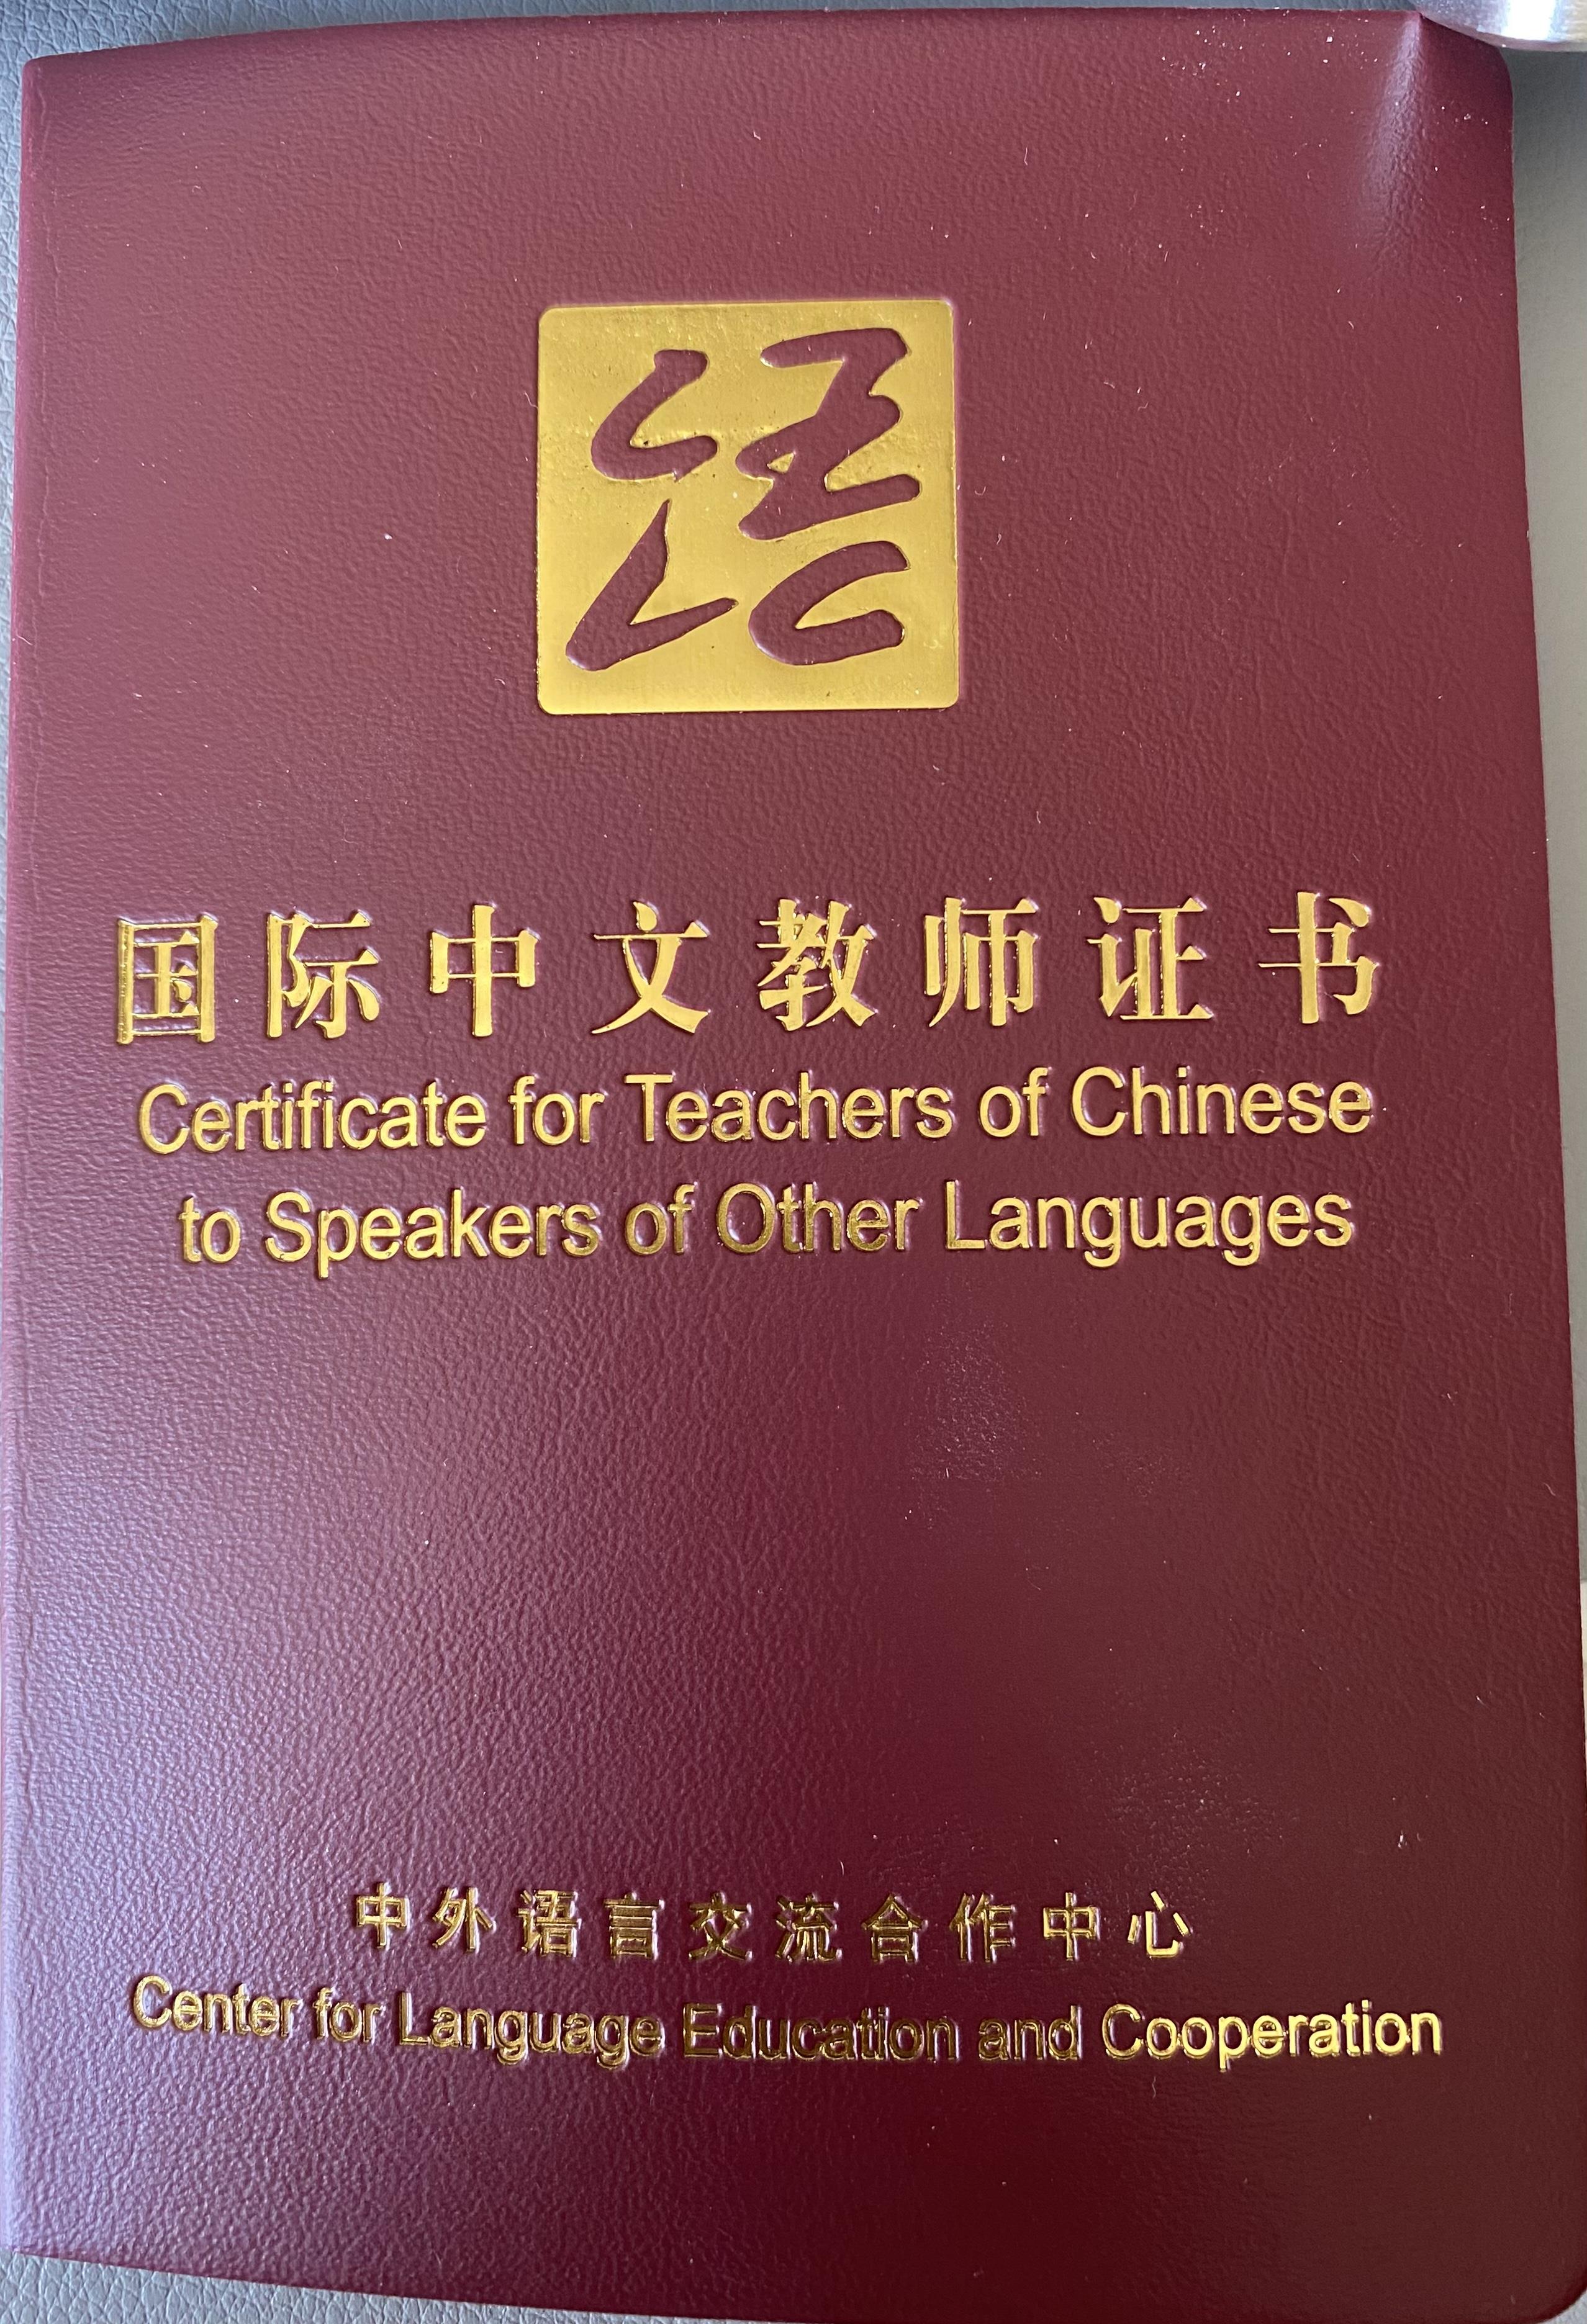 国际中文教师证书
Certificate for Teachers of Chinese
to Speakers of Other Languages
中外语言交流合作中心
Center for Language Education and Cooperation